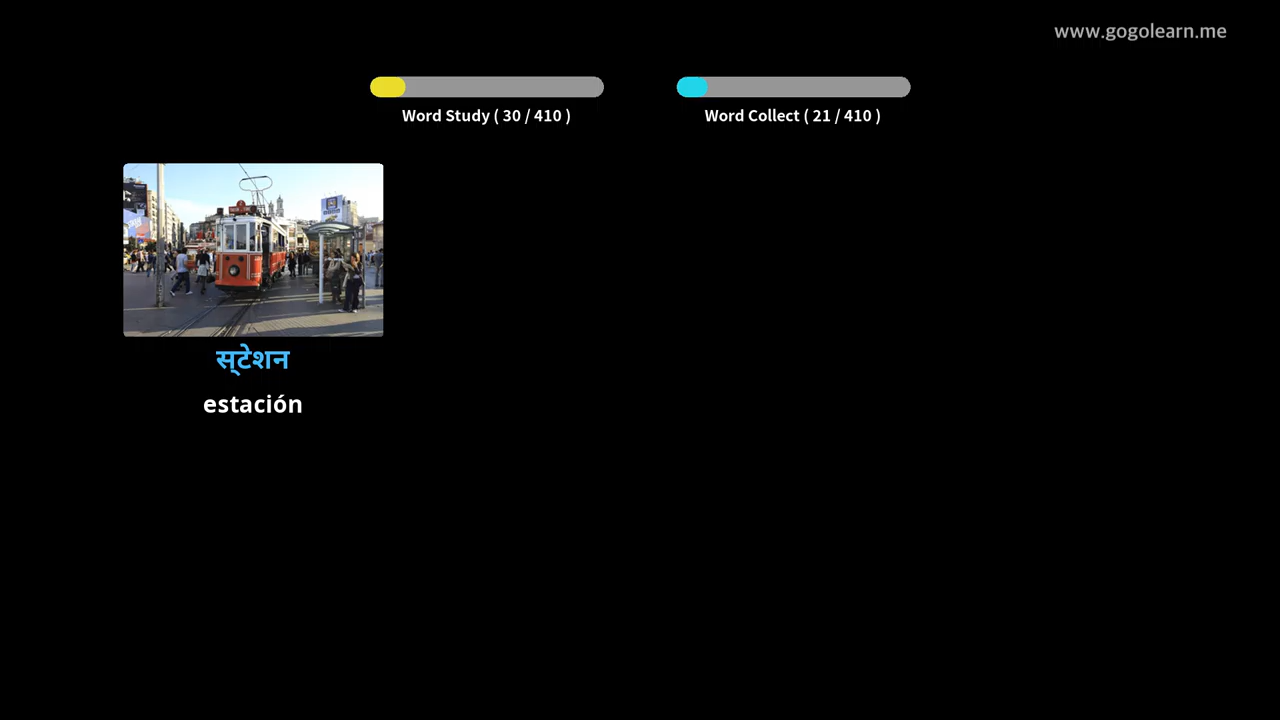 www.gogolearn.me
Word Study ( 30 / 410 )
Word Collect ( 21 / 410 )
स्टेशन
estación